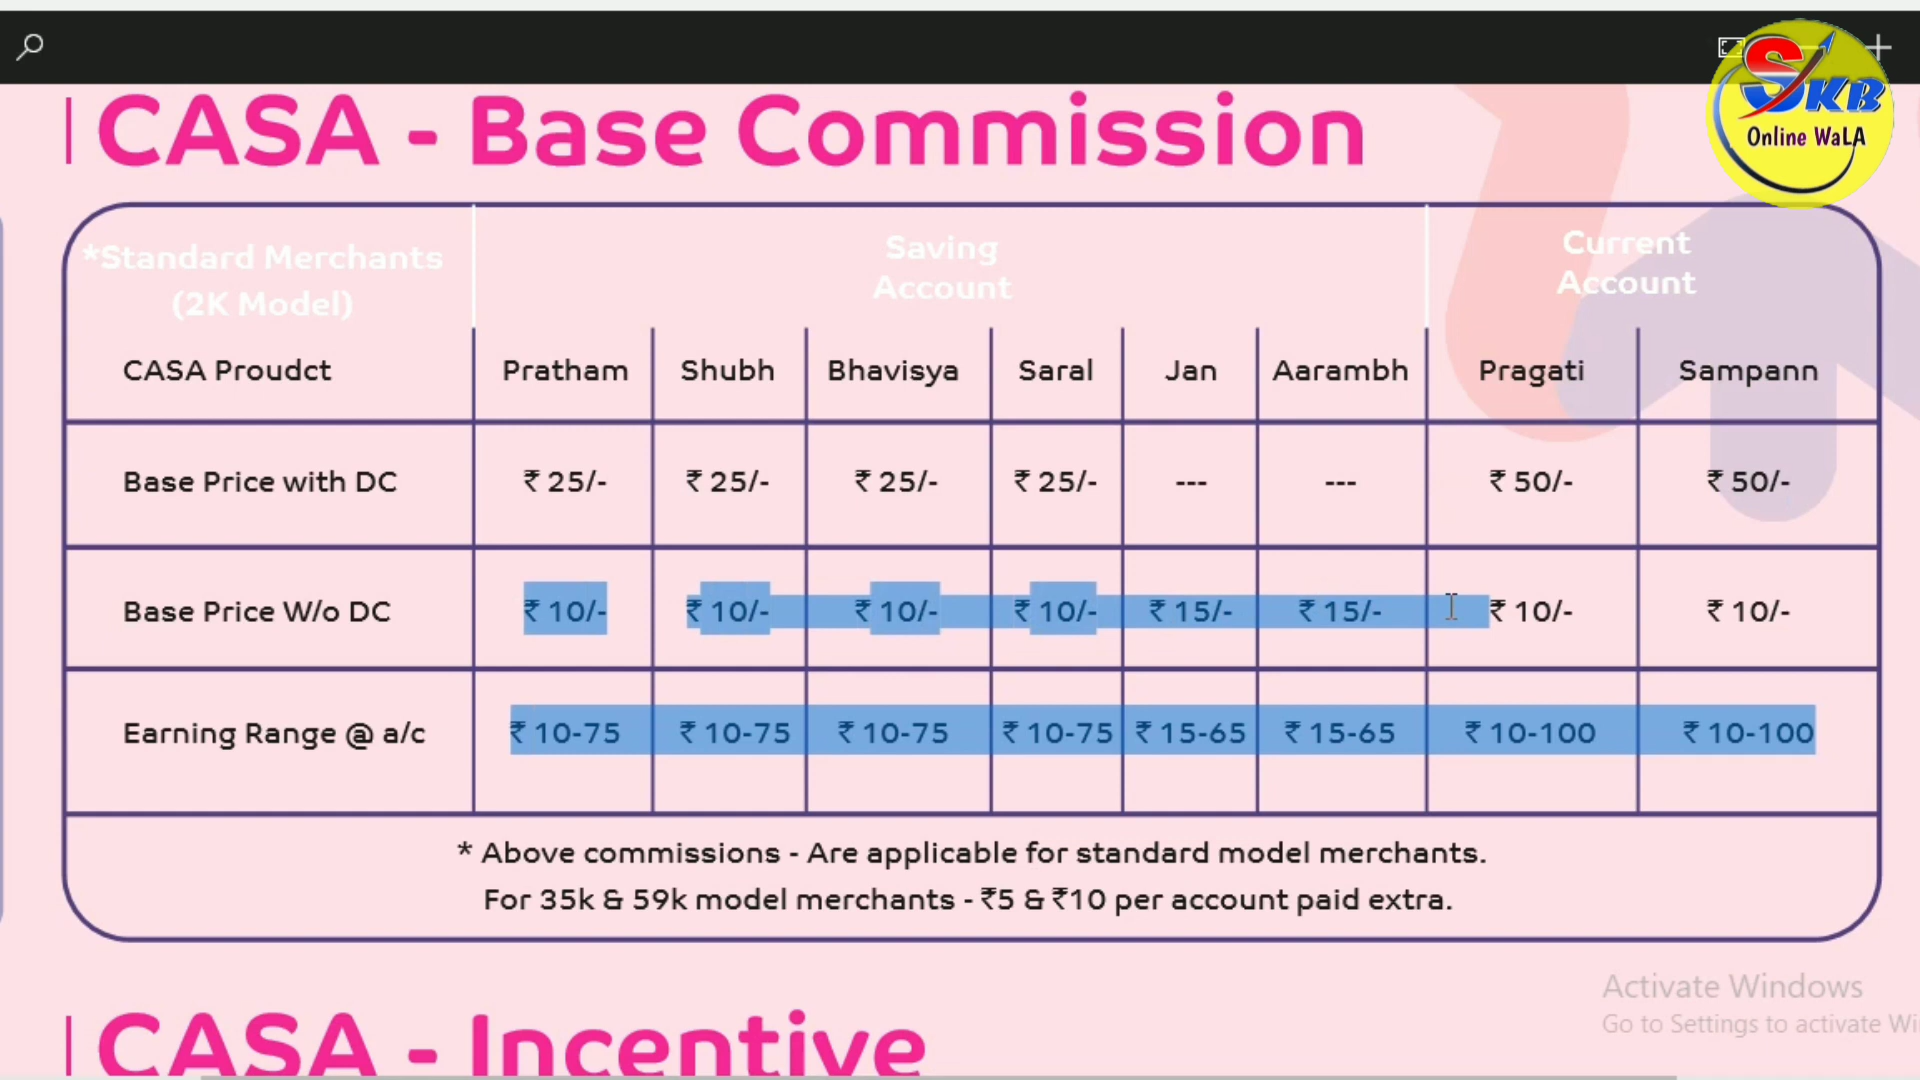 SKB
Online WaLA
CASA - Base Commission
*Standard Merchants
(2K Model)
Saving
Account
Current
Account
CASA Proudct Pratham Shubh Bhavisya Saral Jan Aarambh Pragati Sampann
Base Price with DC ₹ 25/- ₹ 25/- ₹ 25/- ₹ 25/- --- --- ₹ 50/- ₹ 50/-
Base Price W/o DC ₹ 10/- ₹ 10/- ₹ 10/- ₹ 10/- ₹ 15/- ₹ 15/- ₹ 10/- ₹ 10/-
Earning Range @ a/c ₹ 10-75 ₹ 10-75 ₹ 10-75 ₹ 10-75 ₹ 15-65 ₹ 15-65 ₹ 10-100 ₹ 10-100
* Above commissions - Are applicable for standard model merchants.
For 35k & 59k model merchants - ₹5 & ₹10 per account paid extra.
Activate Windows
Go to Settings to activate Wi
CASA - Incentive